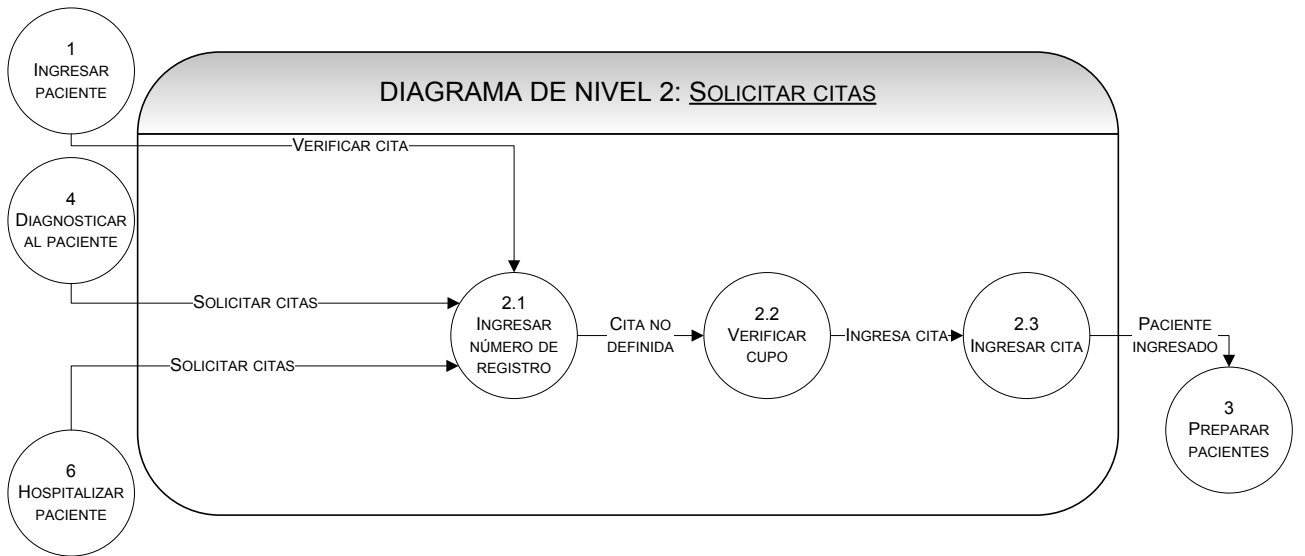 1
INGRESAR
PACIENTE
DIAGRAMA DE NIVEL 2: SOLICITAR CITAS
VERIFICAR CITA
4
DIAGNOSTICAR
AL PACIENTE
SOLICITAR CITAS
SOLICITAR CITAS
2.1
INGRESAR
NÚMERO DE
REGISTRO
CITA NO
DEFINIDA
2.2
VERIFICAR
CUPO
INGRESA CITA
2.3
INGRESAR CITA
PACIENTE
INGRESADO
3
PREPARAR
PACIENTES
6
HOSPITALIZAR
PACIENTE